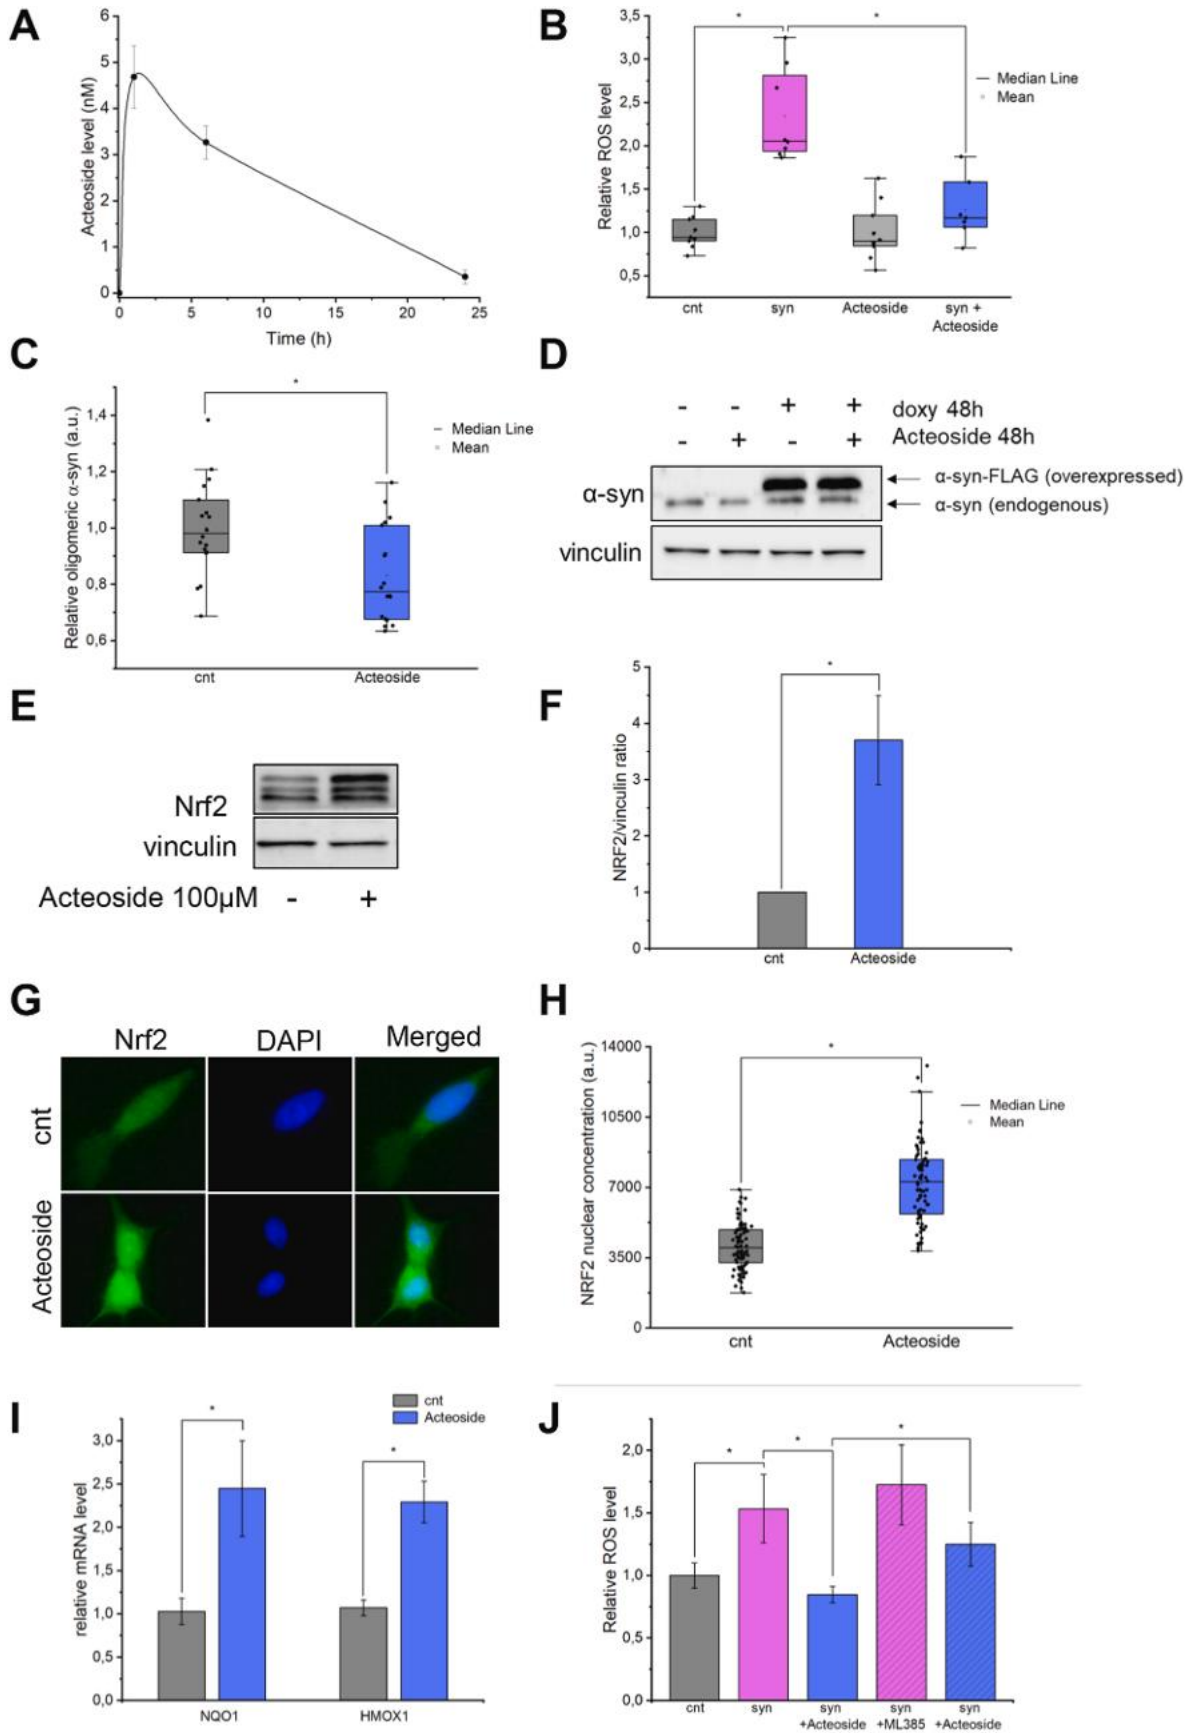 A
6
5
4
3
2
1
0
Acteoside level (nM)
0 5 10 15 20 25
Time (h)
B
3,5
3,0
2,5
2,0
1,5
1,0
0,5
Relative ROS level
* *
Median Line
Mean
cnt syn Acteoside syn +
Acteoside
C
1,4
1,2
1,0
0,8
0,6
Relative oligomeric α-syn (a.u.)
*
Median Line
Mean
cnt Acteoside
D
- - + + doxy 48h
- + - + Acteoside 48h
α-syn
α-syn-FLAG (overexpressed)
α-syn (endogenous)
vinculin
E
Nrf2
vinculin
Acteoside 100µM - +
F
5
4
3
2
1
0
NRF2/vinculin ratio
*
cnt Acteoside
G
Nrf2 DAPI Merged
cnt
Acteoside
H
14000
10500
7000
3500
0
NRF2 nuclear concentration (a.u.)
*
Median Line
Mean
cnt Acteoside
I
cnt
Acteoside
3,0
2,5
2,0
1,5
1,0
0,5
0,0
relative mRNA level
* *
NQO1 HMOX1
J
2,0
1,5
1,0
0,5
0,0
Relative ROS level
* * *
cnt syn syn syn syn
+Acteoside +ML385 +Acteoside